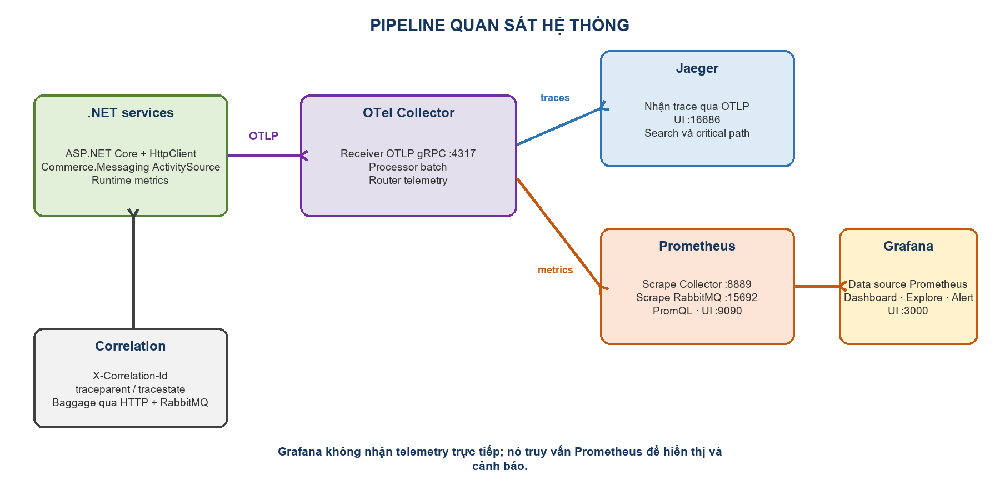 PIPELINE QUAN SÁT HỆ THỐNG
.NET services
ASP.NET Core + HttpClient
Commerce.Messaging ActivitySource
Runtime metrics
OTLP
OTel Collector
Receiver OTLP gRPC :4317
Processor batch
Router telemetry
traces
Jaeger
Nhận trace qua OTLP
UI :16686
Search và critical path
metrics
Prometheus
Scrape Collector :8889
Scrape RabbitMQ :15692
PromQL · UI :9090
Grafana
Data source Prometheus
Dashboard · Explore · Alert
UI :3000
Correlation
X-Correlation-Id
traceparent / tracestate
Baggage qua HTTP + RabbitMQ
Grafana không nhận telemetry trực tiếp; nó truy vấn Prometheus để hiển thị và
cảnh báo.